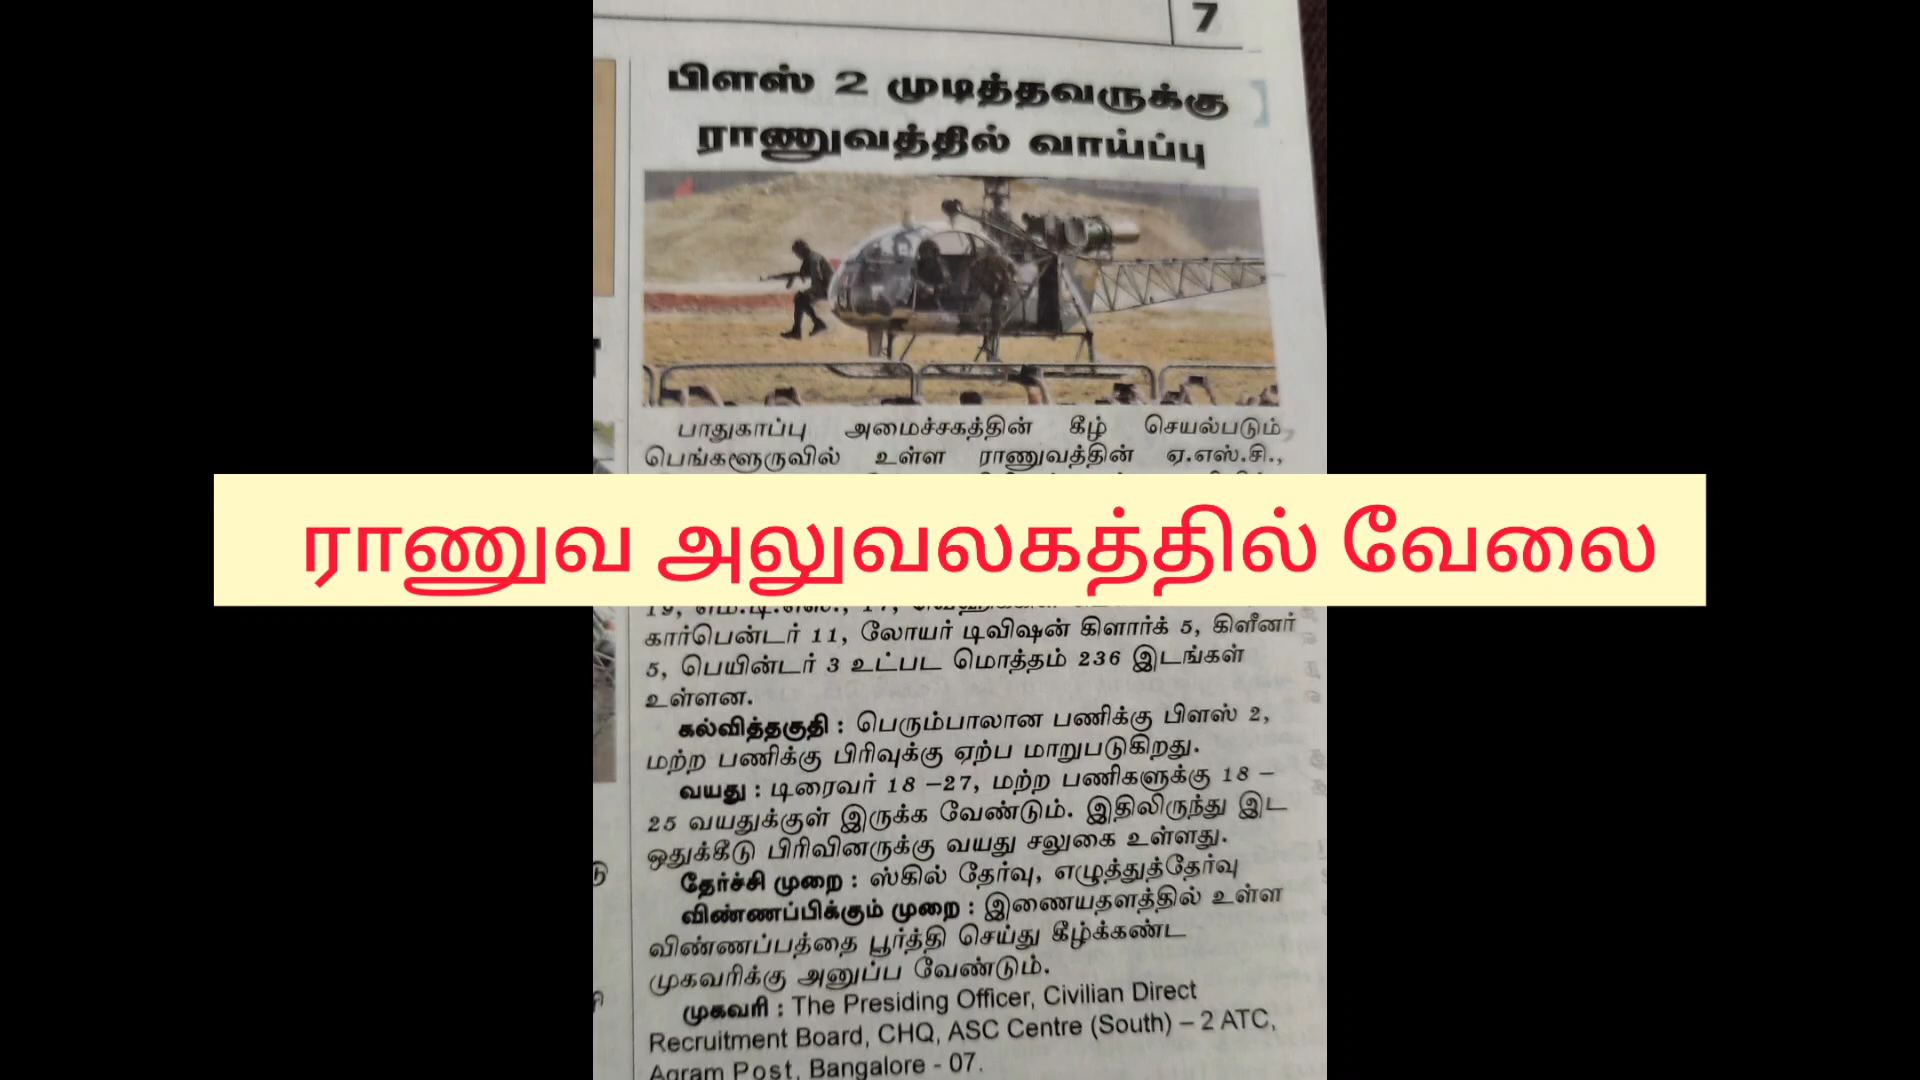 7
பிளஸ் 2 முடித்தவருக்கு
ராணுவத்தில் வாய்ப்பு
பாதுகாப்பு அமைச்சகத்தின் கீழ் செயல்படும்
பெங்களூருவில் உள்ள ராணுவத்தின் ஏ.எஸ்.சி.,
ராணுவ அலுவலகத்தில் வேலை
19, எம்.டி.எஸ்., 17,
கார்பென்டர் 11, லோயர் டிவிஷன் கிளார்க் 5, கிளீனர்
5, பெயின்டர் 3 உட்பட மொத்தம் 236 இடங்கள்
உள்ளன.
கல்வித்தகுதி : பெரும்பாலான பணிக்கு பிளஸ் 2,
மற்ற பணிக்கு பிரிவுக்கு ஏற்ப மாறுபடுகிறது.
வயது : டிரைவர் 18 –27, மற்ற பணிகளுக்கு 18 –
25 வயதுக்குள் இருக்க வேண்டும். இதிலிருந்து இட
ஒதுக்கீடு பிரிவினருக்கு வயது சலுகை உள்ளது.
தேர்ச்சி முறை : ஸ்கில் தேர்வு, எழுத்துத்தேர்வு
விண்ணப்பிக்கும் முறை : இணையதளத்தில் உள்ள
விண்ணப்பத்தை பூர்த்தி செய்து கீழ்க்கண்ட
முகவரிக்கு அனுப்ப வேண்டும்.
முகவரி : The Presiding Officer, Civilian Direct
Recruitment Board, CHQ, ASC Centre (South) – 2 ATC,
Agram Post, Bangalore - 07.